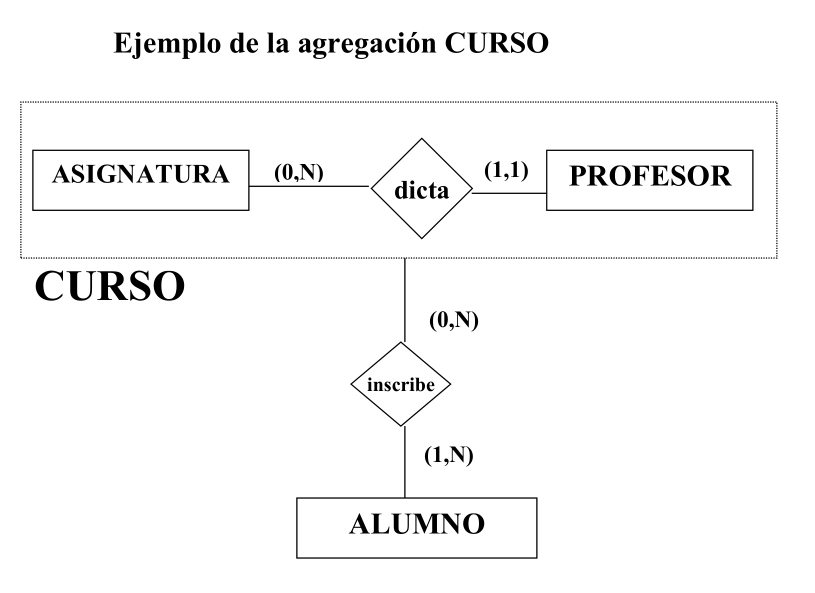 Ejemplo de la agregación CURSO
ASIGNATURA
(0,N)
dicta
(1,1)
PROFESOR
CURSO
(0,N)
inscribe
(1,N)
ALUMNO